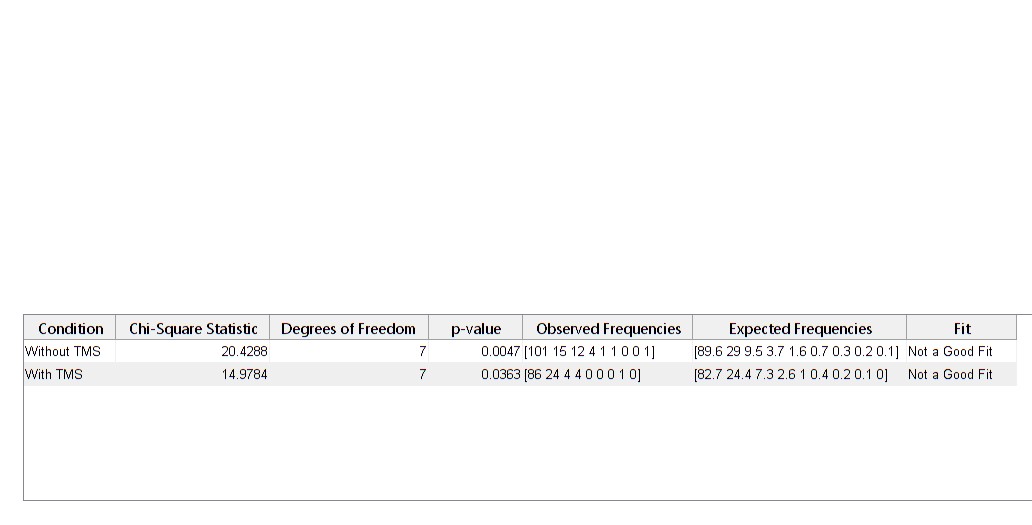 Condition Chi-Square Statistic Degrees of Freedom p-value Observed Frequencies Expected Frequencies Fit
Without TMS 20.4288 7 0.0047 [101 15 12 4 1 1 0 0 1] [89.6 29 9.5 3.7 1.6 0.7 0.3 0.2 0.1] Not a Good Fit
With TMS 14.9784 7 0.0363 [86 24 4 4 0 0 0 1 0] [82.7 24.4 7.3 2.6 1 0.4 0.2 0.1 0] Not a Good Fit